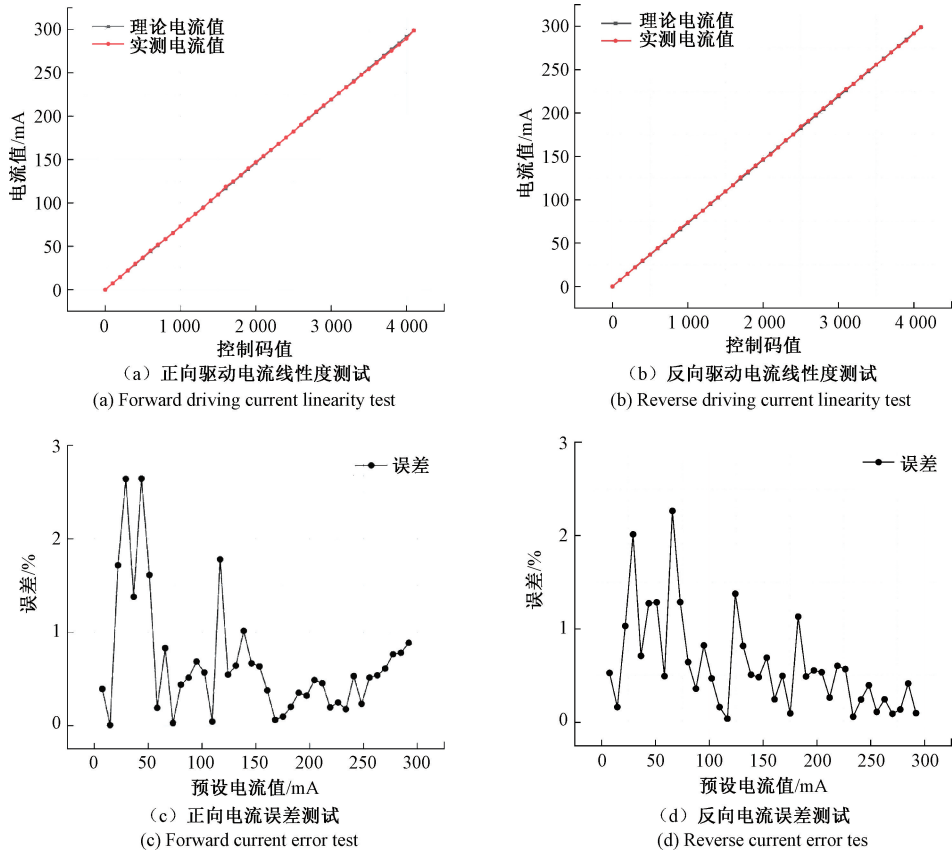 理论电流值
实测电流值
300
250
200
150
100
50
0
电流值/mA
0 1 000 2 000 3 000 4 000
控制码值
(a)正向驱动电流线性度测试
(a) Forward driving current linearity test
理论电流值
实测电流值
300
250
200
150
100
50
0
电流值/mA
0 1 000 2 000 3 000 4 000
控制码值
(b)反向驱动电流线性度测试
(b) Reverse driving current linearity test
误差
3
2
1
0
误差/%
0 50 100 150 200 250 300
预设电流值/mA
(c)正向电流误差测试
(c) Forward current error test
误差
3
2
1
0
误差/%
0 50 100 150 200 250 300
预设电流值/mA
(d)反向电流误差测试
(d) Reverse current error tes